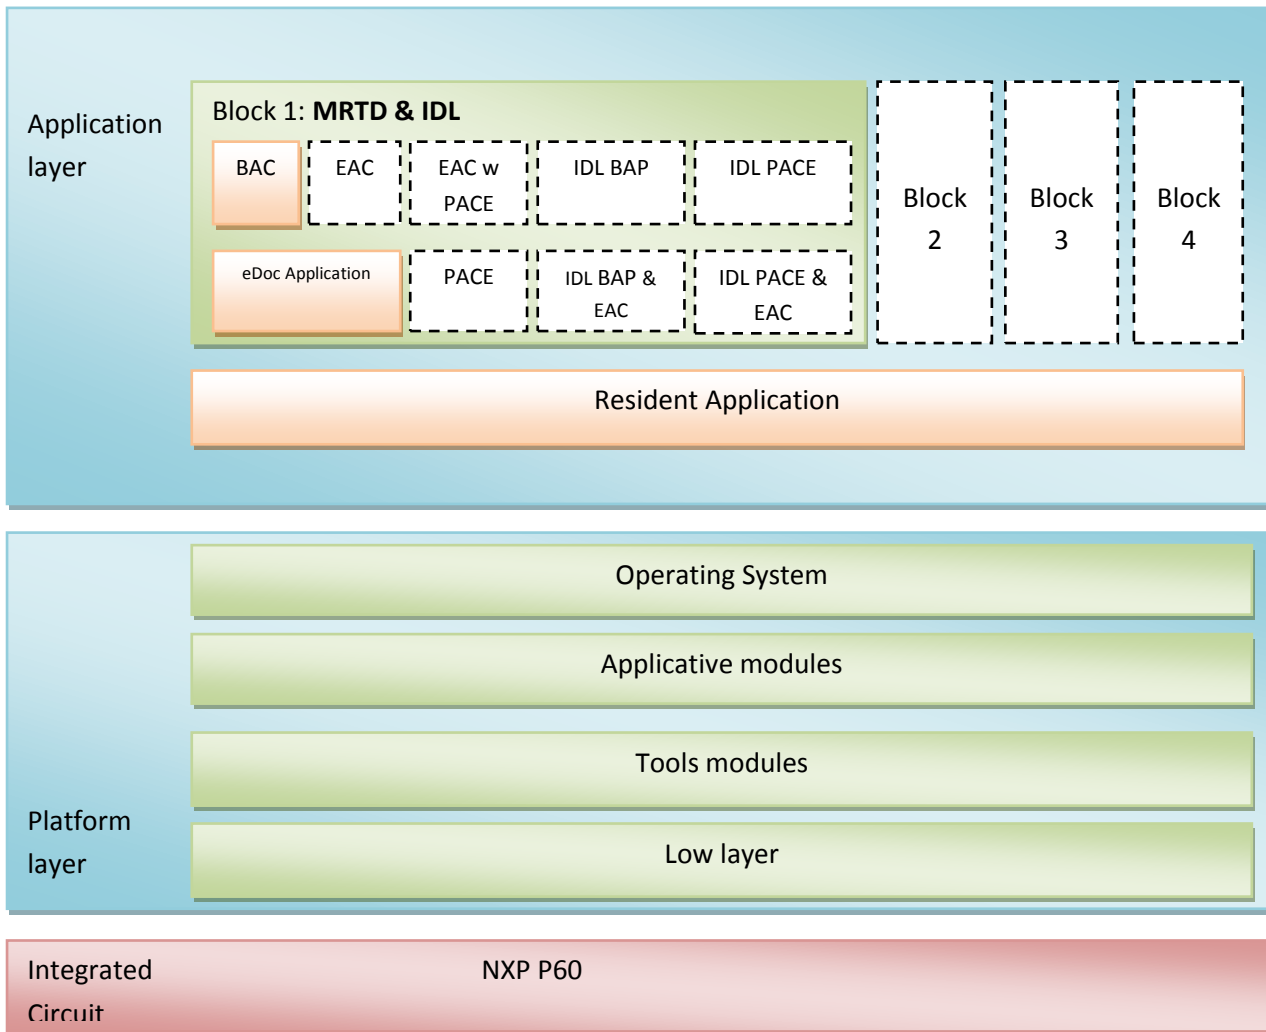 Application
layer
Block 1: MRTD & IDL
BAC
EAC
EAC w
PACE
IDL BAP
IDL PACE
eDoc Application
PACE
IDL BAP &
EAC
IDL PACE &
EAC
Block
2
Block
3
Block
4
Resident Application
Platform
layer
Operating System
Applicative modules
Tools modules
Low layer
Integrated
Circuit
NXP P60